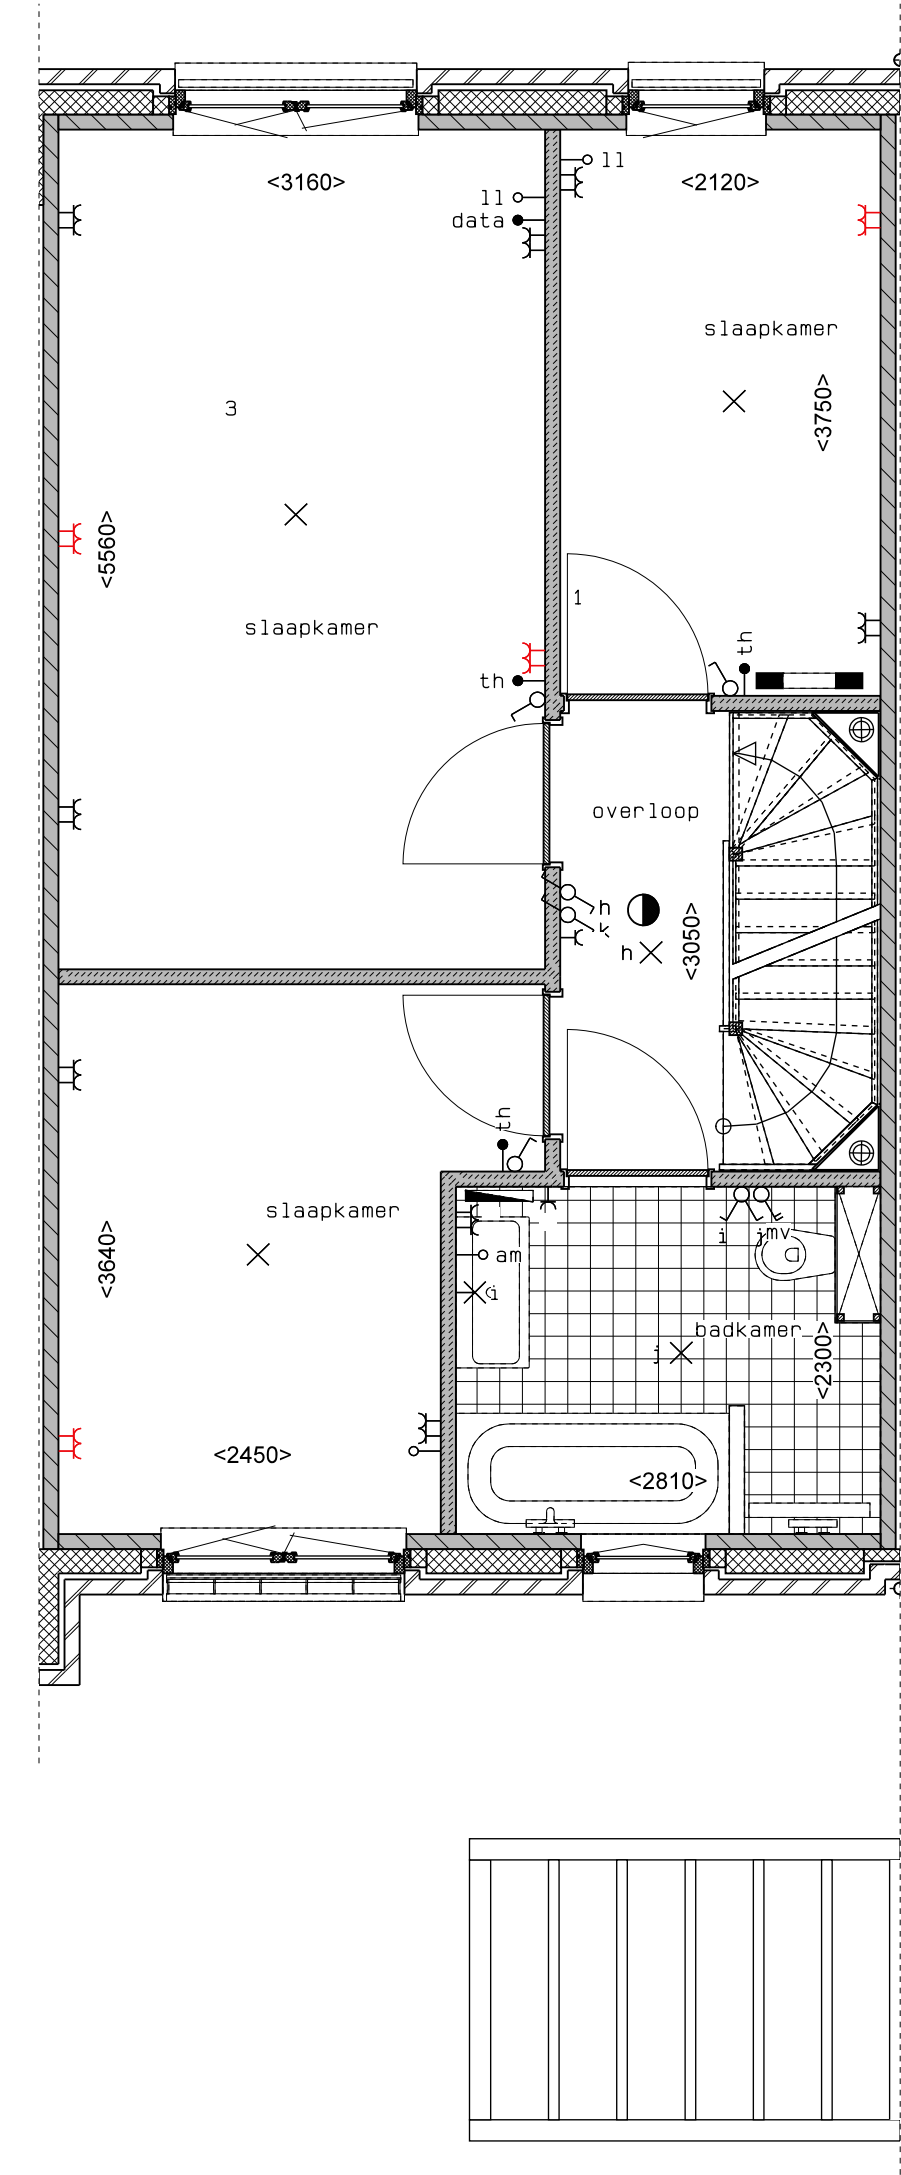 ll
<3160>
<2120>
ll
data
slaapkamer
<3750>
3
<5560>
1
slaapkamer
th
th
overloop
h
k
<3050>
h
th
slaapkamer
i
j
mv
<3640>
am
i
badkamer
j
<2300>
<2450>
<2810>